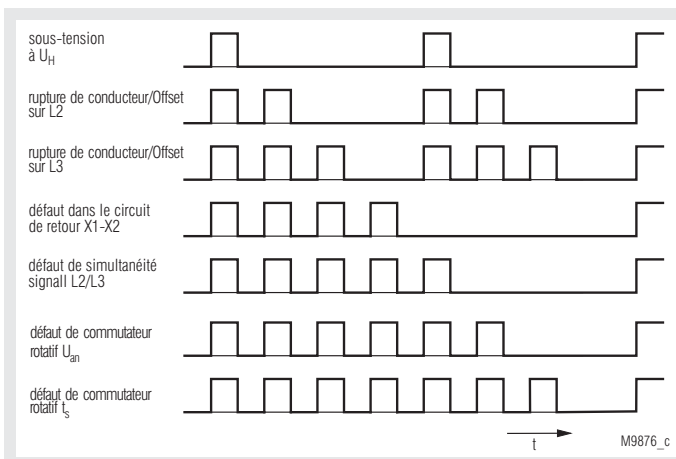 sous-tension
à UH
rupture de conducteur/Offset
sur L2
rupture de conducteur/Offset
sur L3
défaut dans le circuit
de retour X1-X2
défaut de simultanéité
signall L2/L3
défaut de commutateur
rotatif Uan
défaut de commutateur
rotatif ts
t
M9876_c